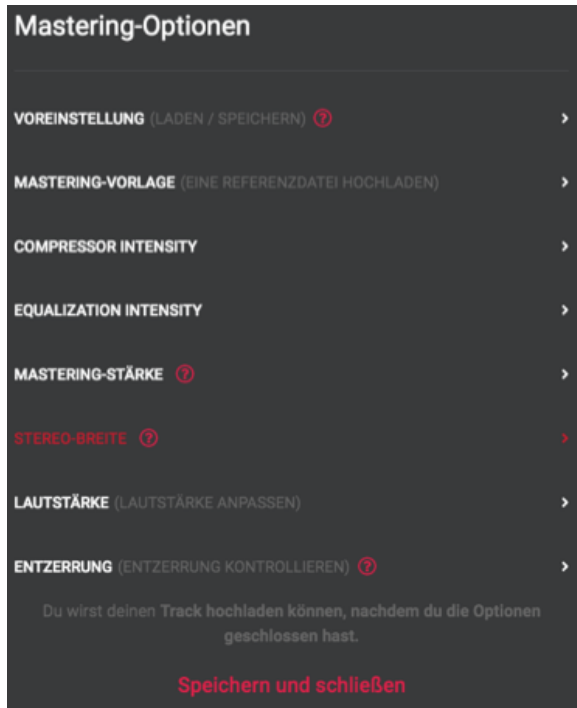 Mastering-Optionen
VOREINSTELLUNG (LADEN / SPEICHERN) ?
MASTERING-VORLAGE (EINE REFERENZDATEI HOCHLADEN)
COMPRESSOR INTENSITY
EQUALIZATION INTENSITY
MASTERING-STÄRKE ?
STEREO-BREITE ?
LAUTSTÄRKE (LAUTSTÄRKE ANPASSEN)
ENTZERRUNG (ENTZERRUNG KONTROLLIEREN) ?
Du wirst deinen Track hochladen können, nachdem du die Optionen
geschlossen hast.
Speichern und schließen